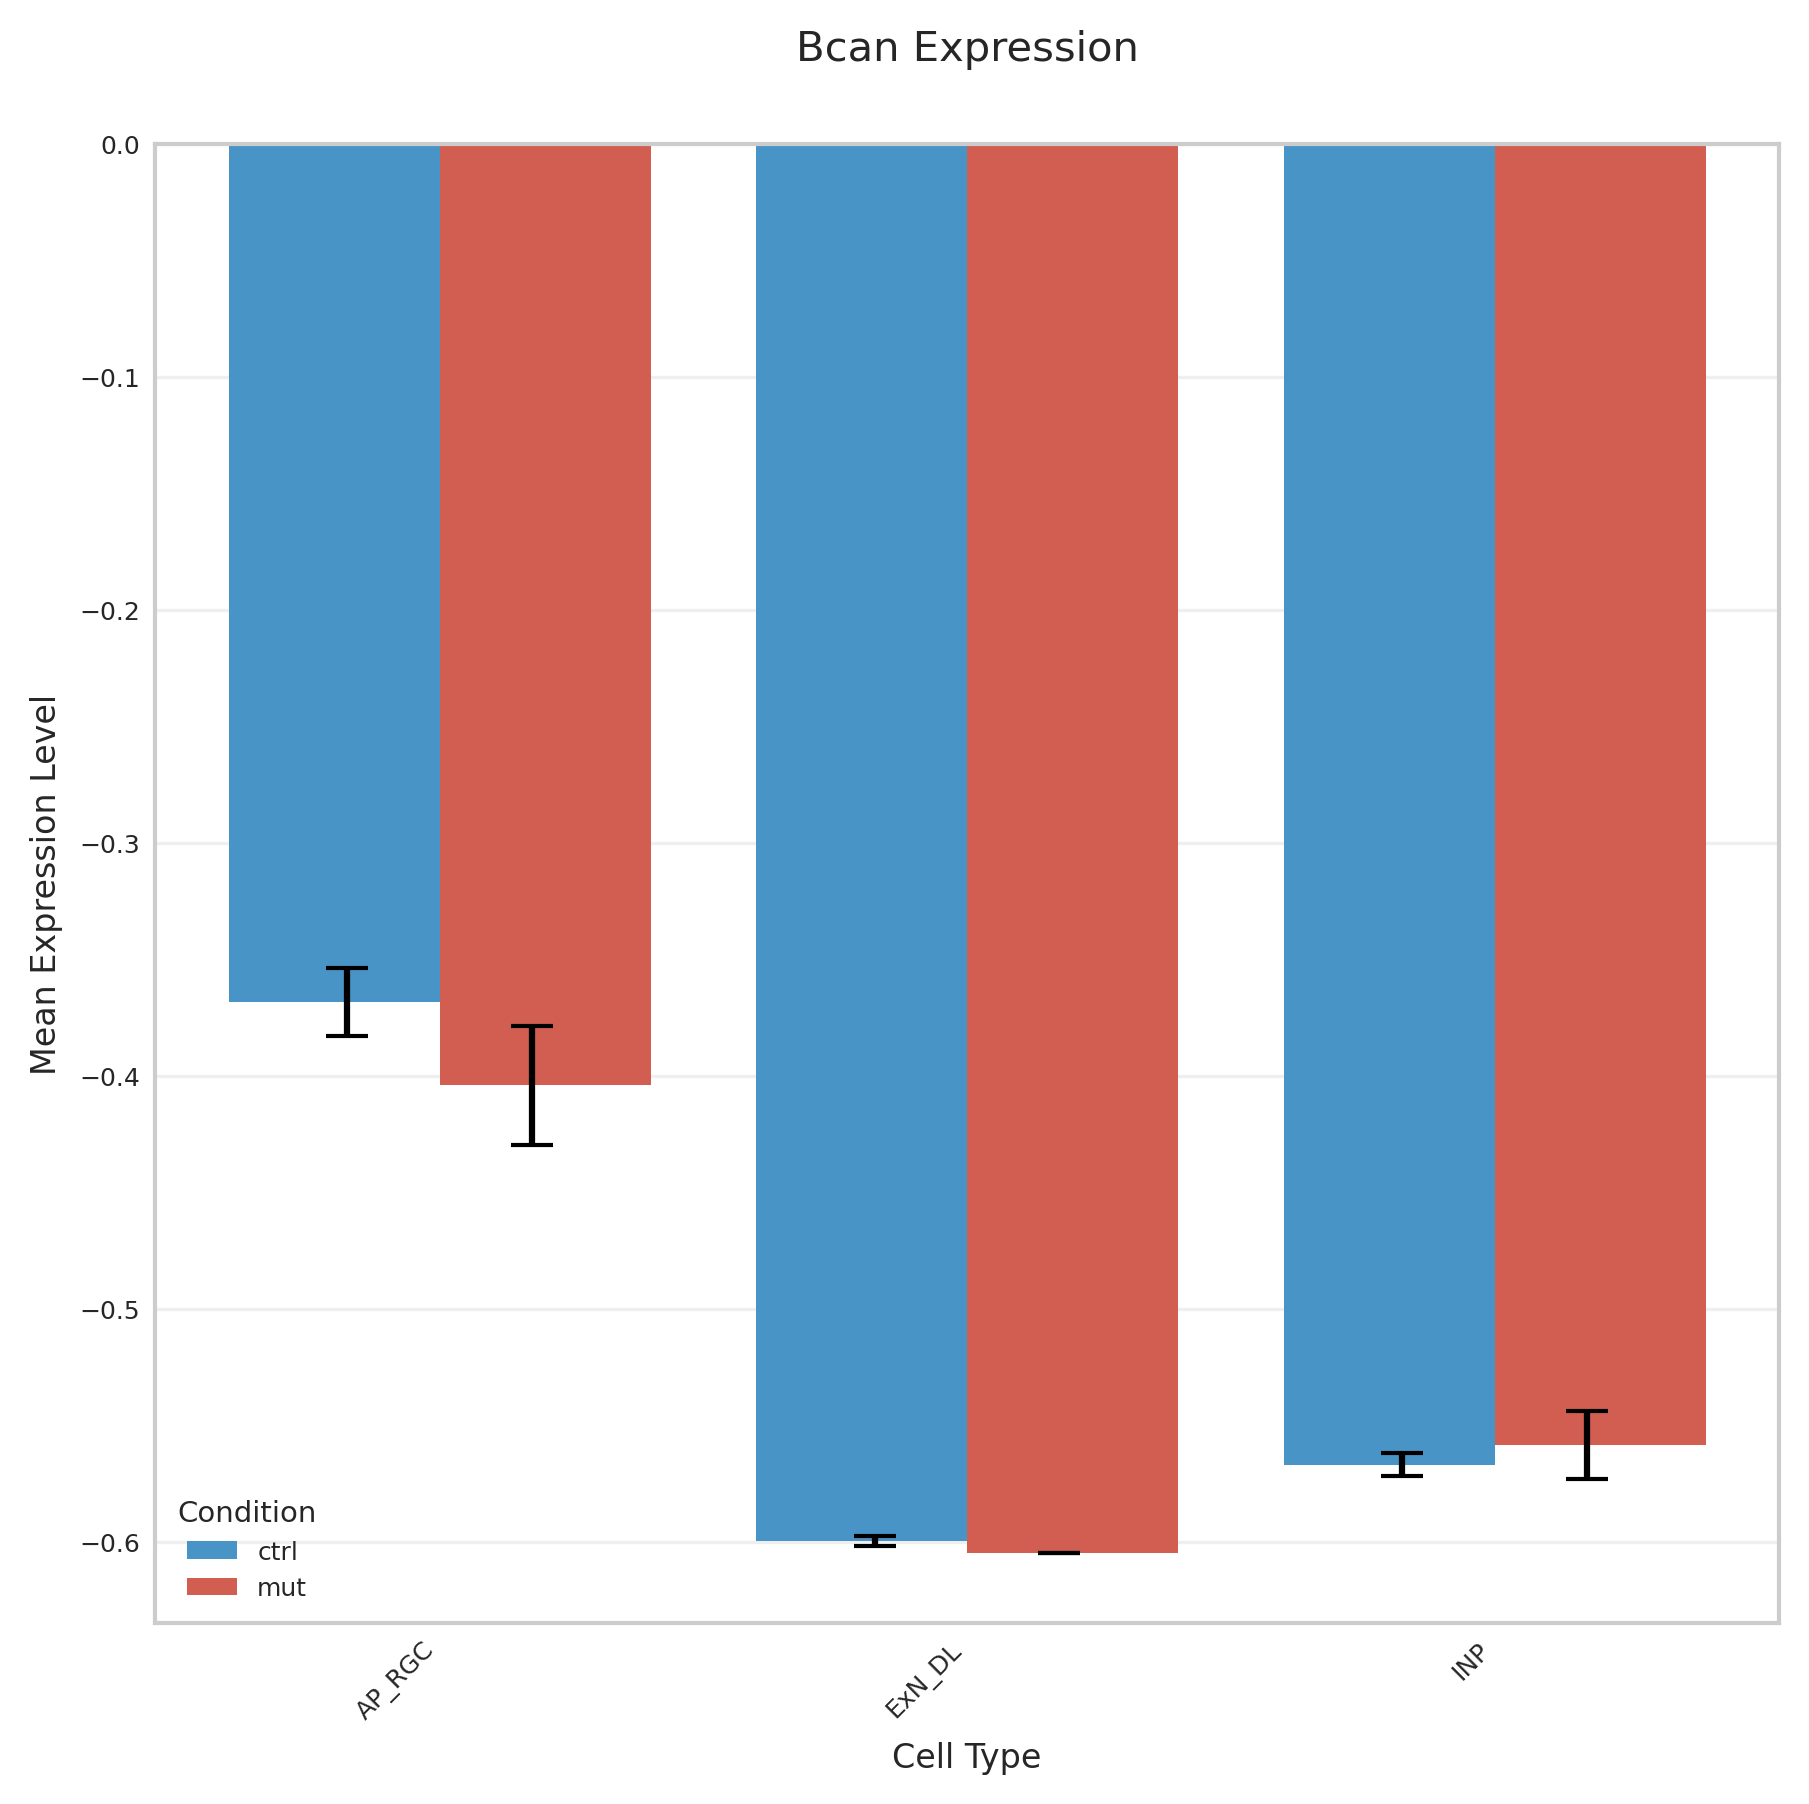 Bcan Expression
0.0
−0.1
−0.2
−0.3
−0.4
−0.5
−0.6
Mean Expression Level
Condition
ctrl
mut
AP_RGC
ExN_DL
INP
Cell Type